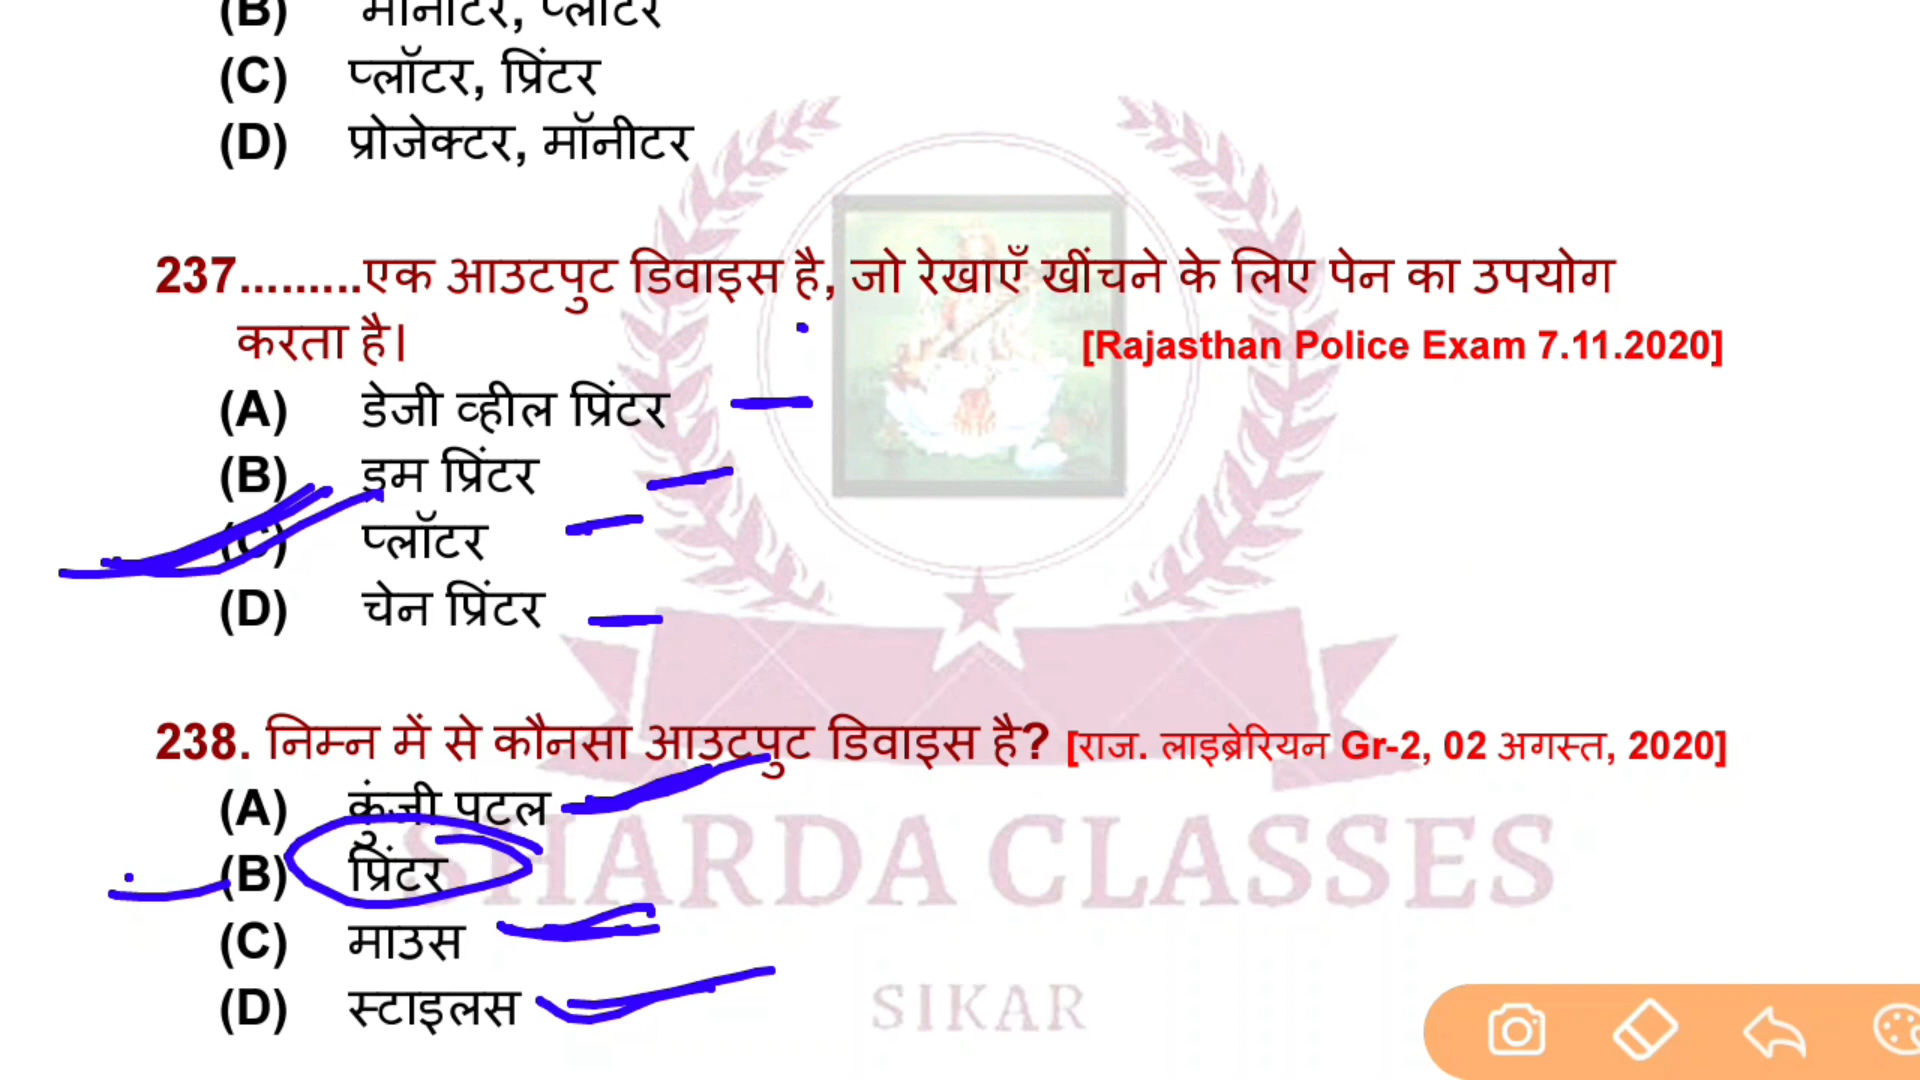 (B) मॉनीटर, प्लॉटर
(C) प्लॉटर, प्रिंटर
(D) प्रोजेक्टर, मॉनीटर
237.........एक आउटपुट डिवाइस है, जो रेखाएँ खींचने के लिए पेन का उपयोग
करता है। [Rajasthan Police Exam 7.11.2020]
(A) डेजी व्हील प्रिंटर
(B) ड्रम प्रिंटर
(C) प्लॉटर
(D) चेन प्रिंटर
238. निम्न में से कौनसा आउटपुट डिवाइस है? [राज. लाइब्रेरियन Gr-2, 02 अगस्त, 2020]
(A) कुंजी पटल
(B) प्रिंटर
(C) माउस
(D) स्टाइलस
SHARDA CLASSES
SIKAR